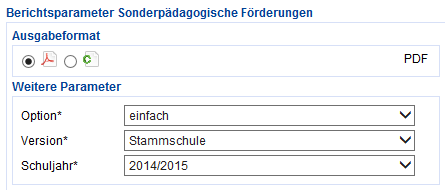 Berichtsparameter Sonderpädagogische Förderungen
Ausgabeformat
PDF
Weitere Parameter
Option* einfach
Version* Stammschule
Schuljahr* 2014/2015